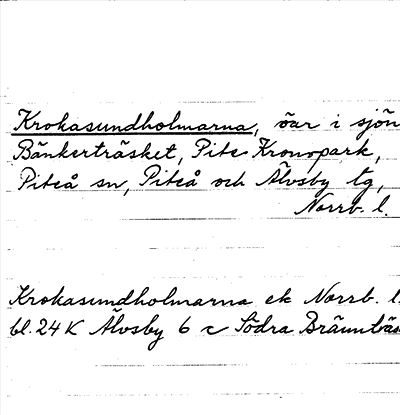 Krokasundholmarna, öar i sjön
Bänkerträsket, Pite Kronopark,
Piteå sn, Piteå och Älvsby tg,
Norrb. l.
Krokasundholmarna ek Norrb. l.
bl. 24 K Älvsby 6 c Södra